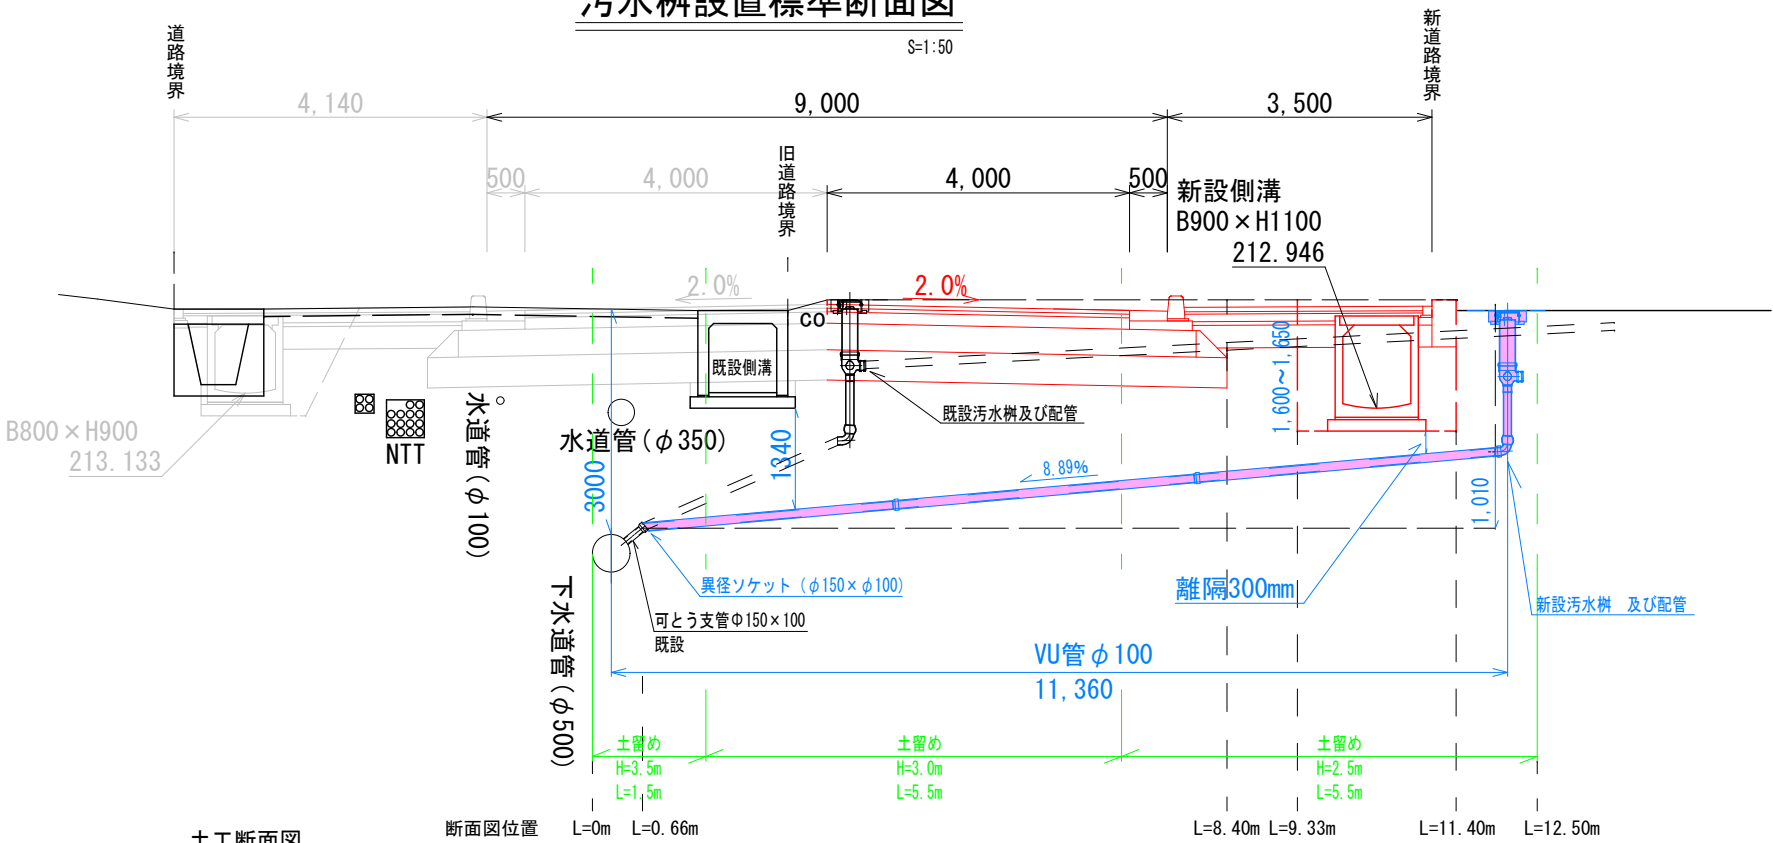 汚水桝設置標準断面図
S=1:50
道路境界
新道路境界
4,140
9,000
3,500
旧道路境界
500
4,000
4,000
500
新設側溝
B900×H1100
212.946
2.0%
2.0%
CO
既設側溝
1,600～1,650
既設汚水桝及び配管
B800×H900
213.133
NTT
水道管(φ100)
水道管(φ350)
3000
1340
8.89%
1,010
異径ソケット(φ150×φ100)
離隔300mm
新設汚水桝 及び配管
可とう支管Φ150×100
既設
下水道管(φ500)
VU管φ100
11,360
土留め
H=3.5m
L=1.5m
土留め
H=3.0m
L=5.5m
土留め
H=2.5m
L=5.5m
断面図位置
L=0m
L=0.66m
L=8.40m
L=9.33m
L=11.40m
L=12.50m
土工断面図